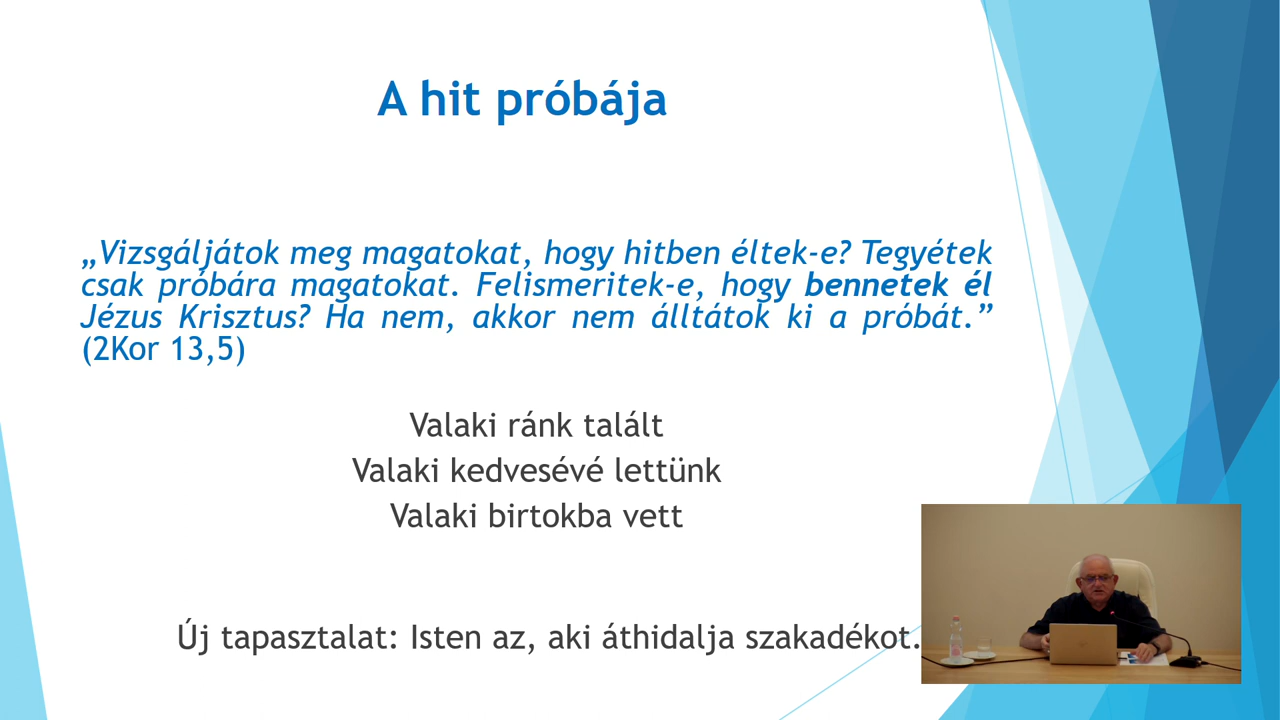 A hit próbája
„Vizsgáljátok meg magatokat, hogy hitben éltek-e? Tegyétek
csak próbára magatokat. Felismeritek-e, hogy bennetek él
Jézus Krisztus? Ha nem, akkor nem álltátok ki a próbát.”
(2Kor 13,5)
Valaki ránk talált
Valaki kedvesévé lettünk
Valaki birtokba vett
Új tapasztalat: Isten az, aki áthidalja szakadékot.